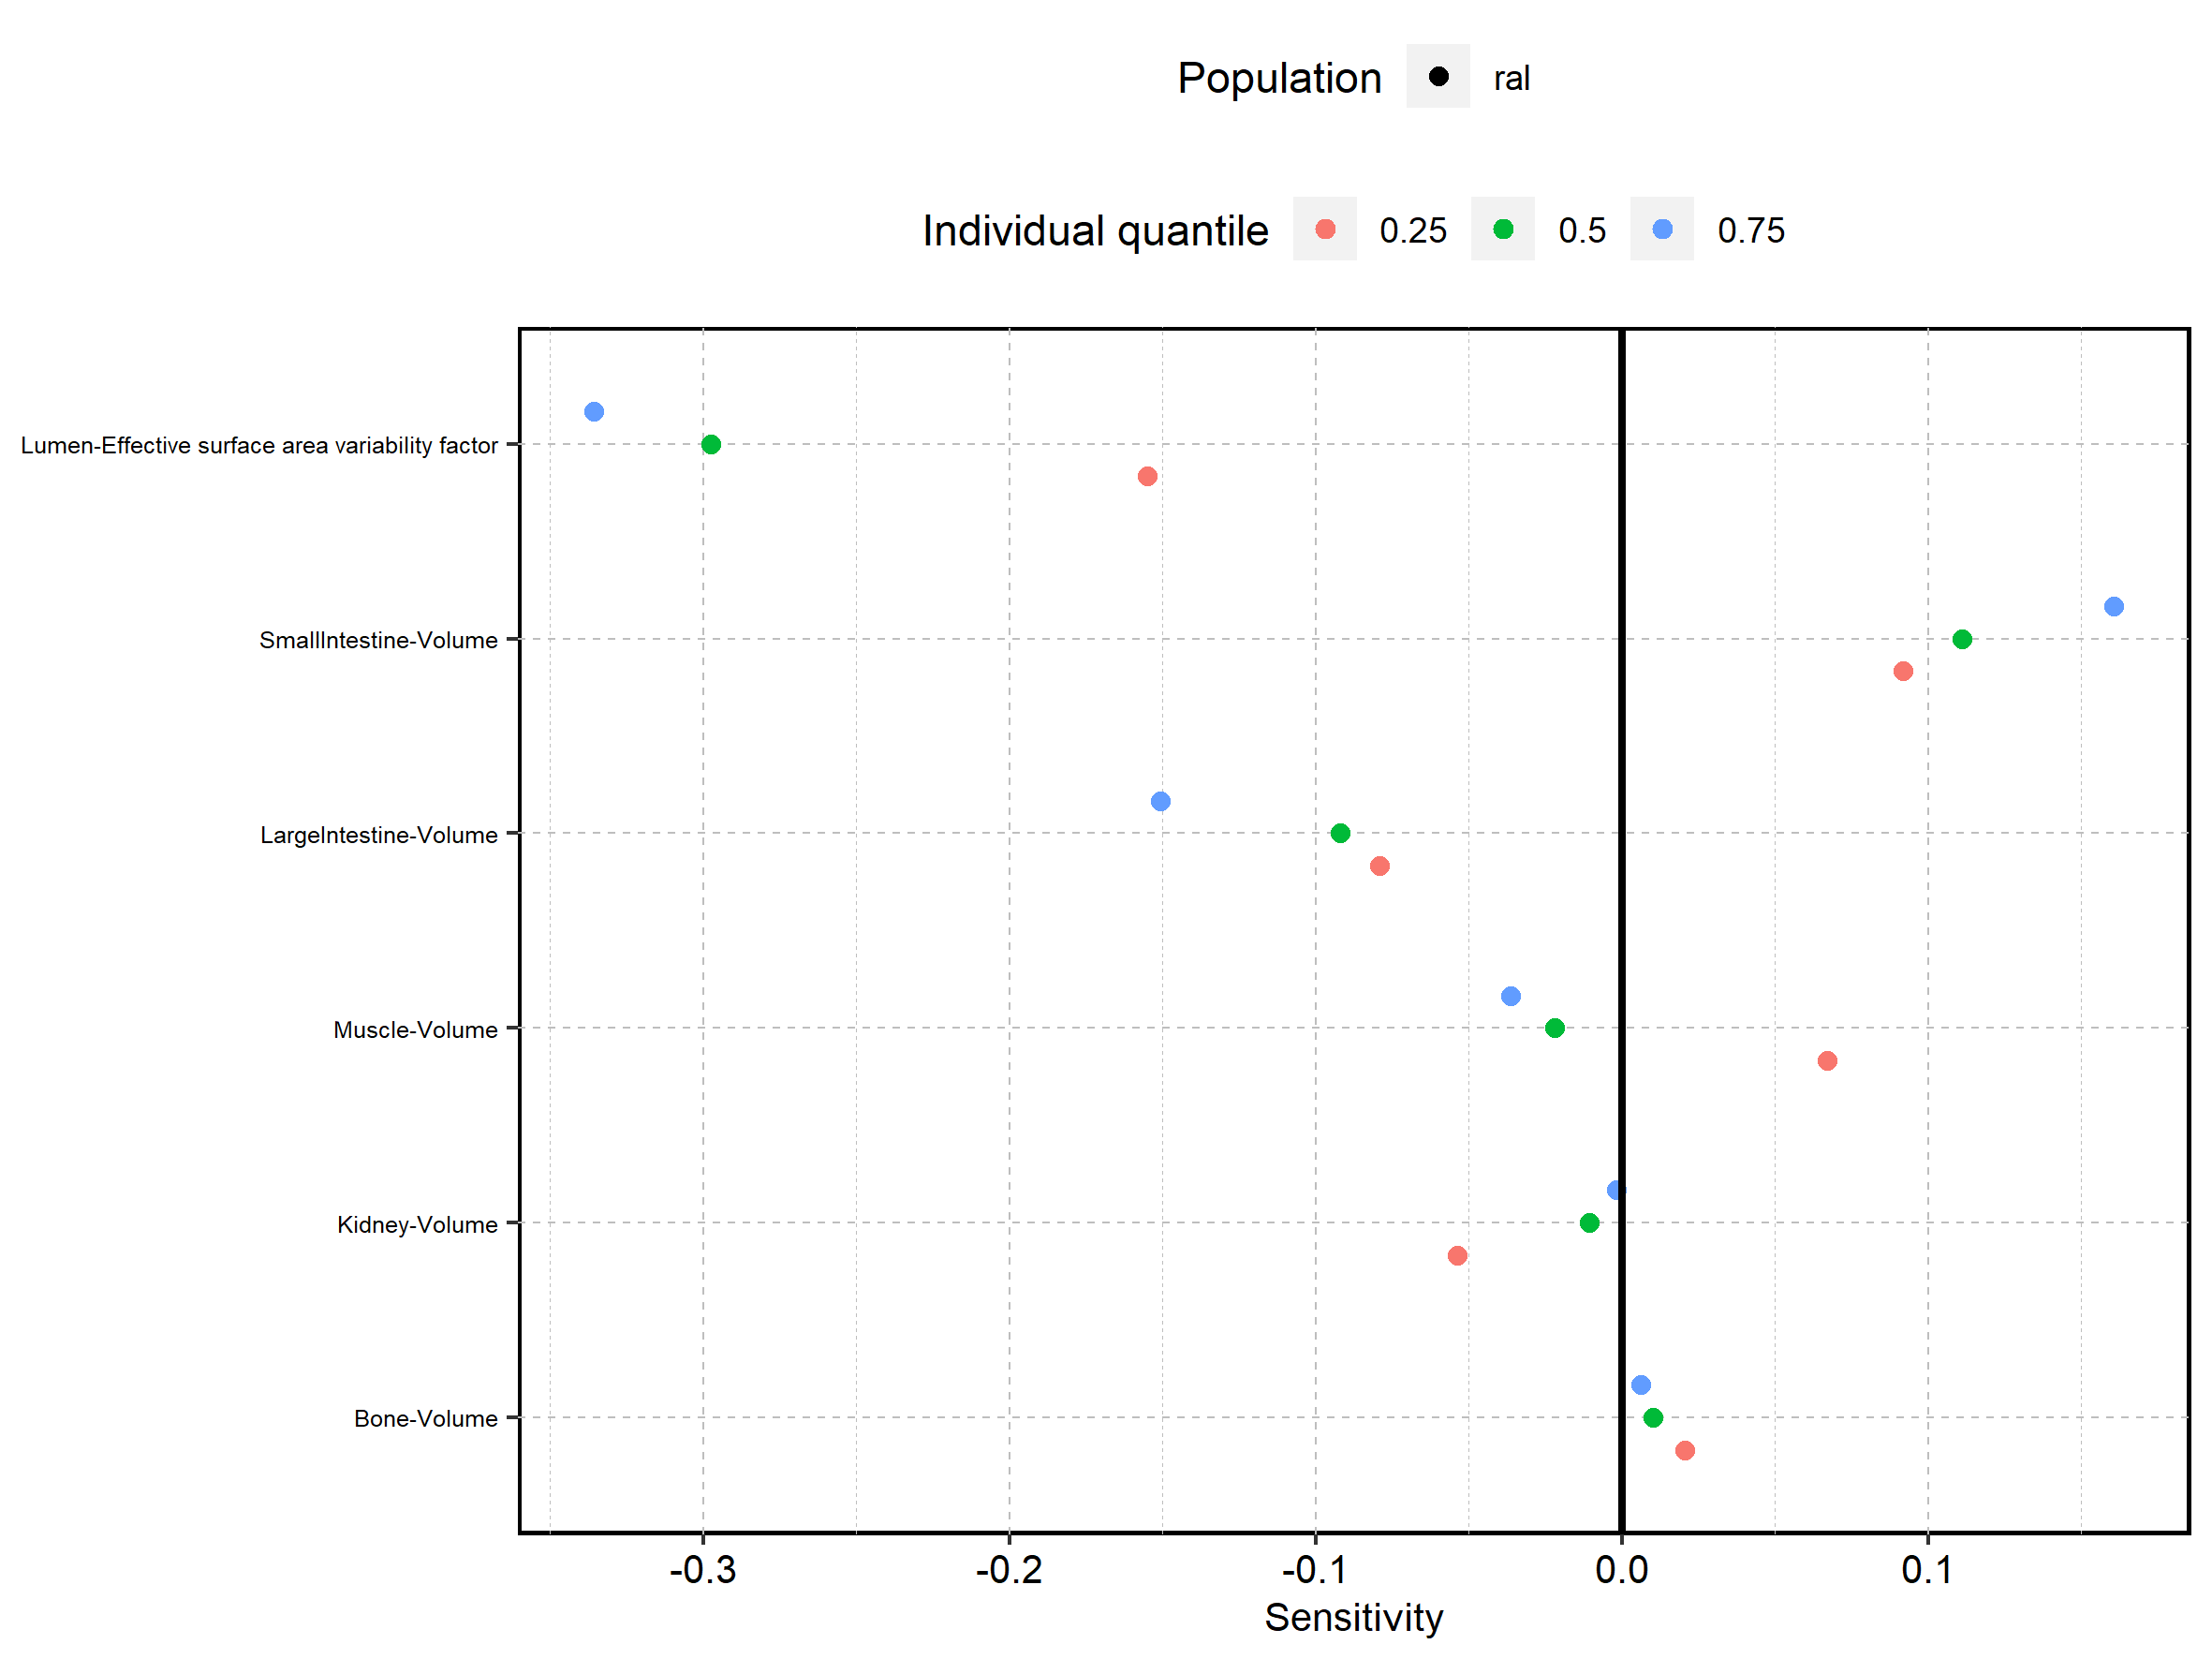 Population ral
Individual quantile 0.25 0.5 0.75
Lumen-Effective surface area variability factor
SmallIntestine-Volume
LargeIntestine-Volume
Muscle-Volume
Kidney-Volume
Bone-Volume
-0.3 -0.2 -0.1 0.0 0.1
Sensitivity